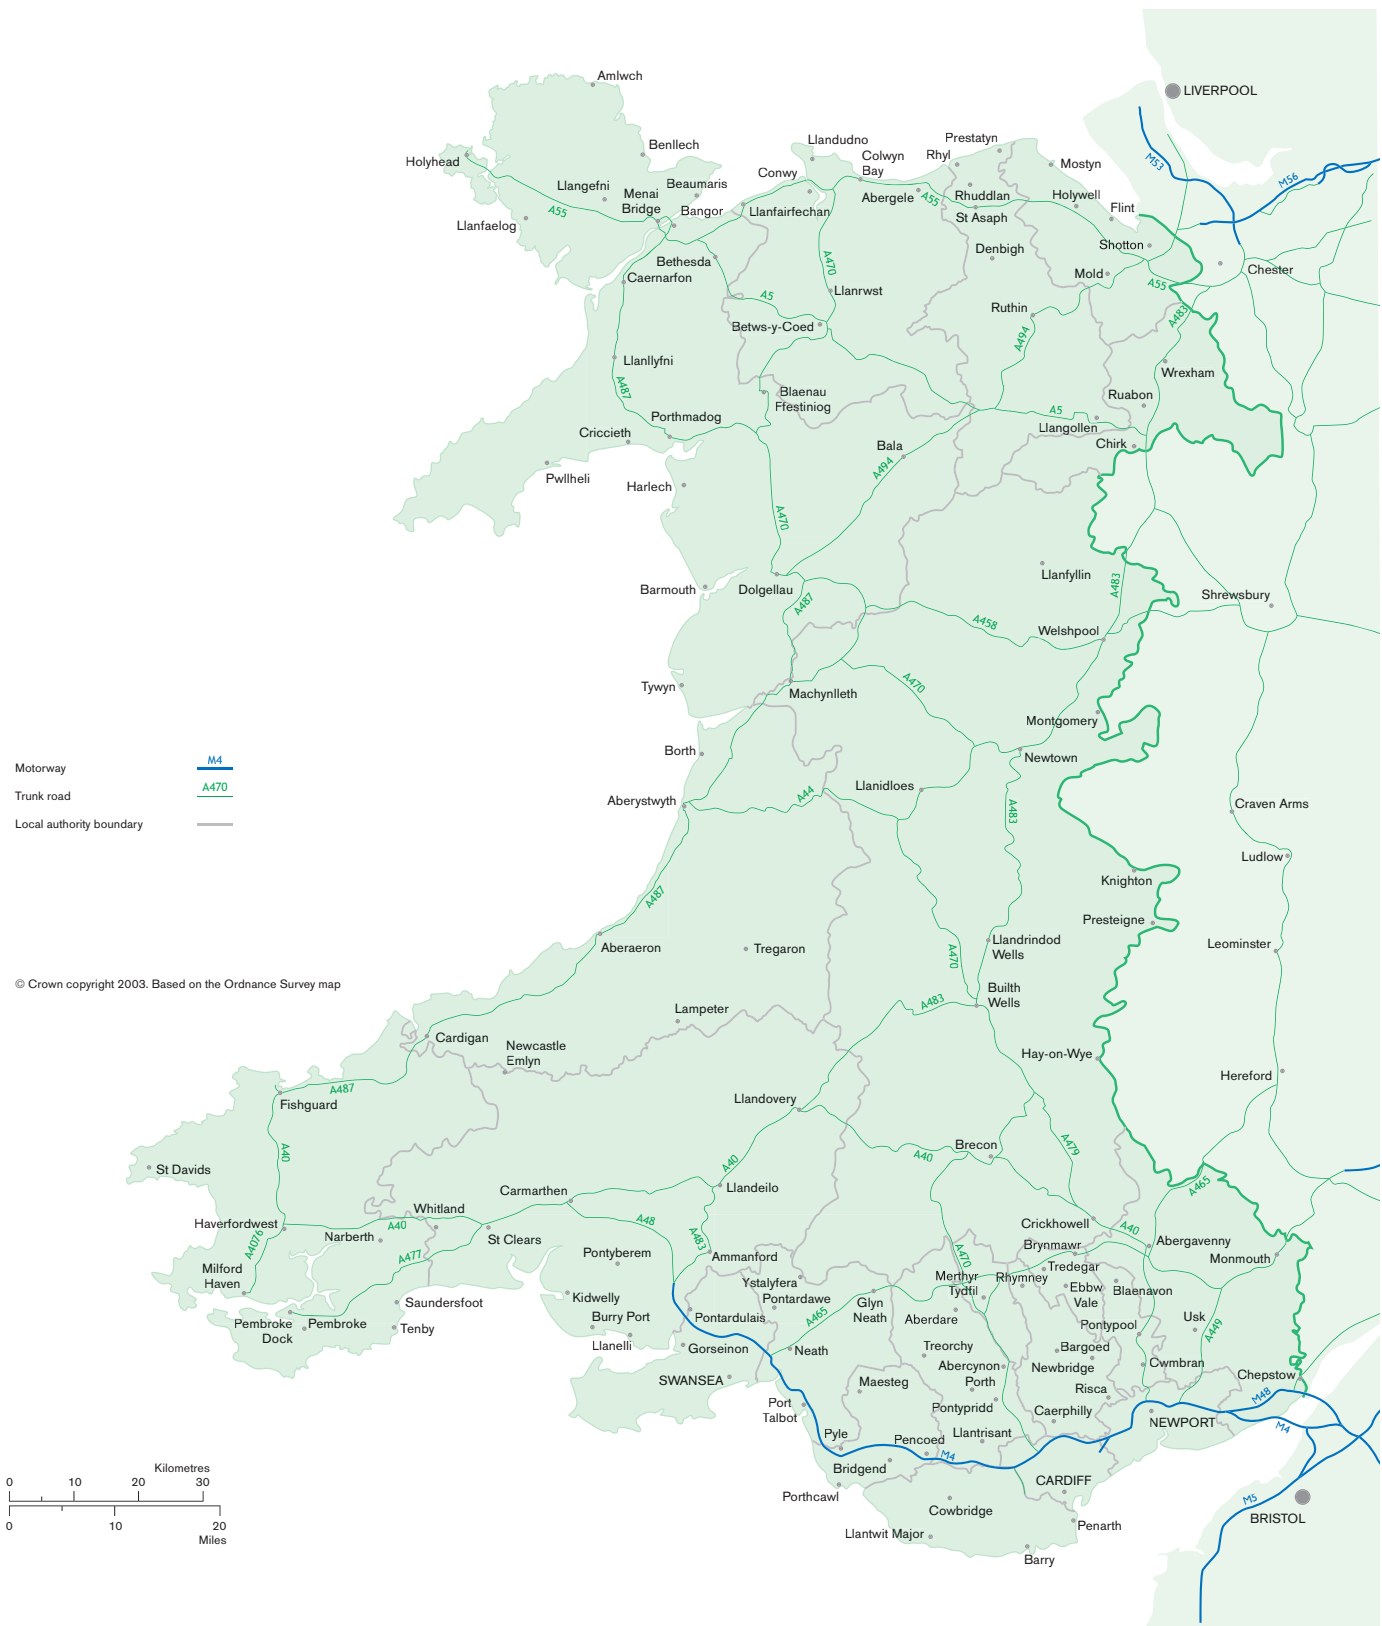 Amlwch
LIVERPOOL
Holyhead
Benllech
Llandudno
Prestatyn
Colwyn
Bay
Rhyl
Mostyn
M53
M56
Conwy
Llangefni
Menai
Bridge
Beaumaris
Bangor
Llanfairfechan
Abergele
A55
Rhuddlan
St Asaph
Holywell
Flint
A55
Llanfaelog
Shotton
Denbigh
Bethesda
Caernarfon
A470
Mold
A55
Chester
A5
Llanrwst
Ruthin
A483
Betws-y-Coed
A494
Llanllyfni
Wrexham
A487
Blaenau
Ffestiniog
Ruabon
Porthmadog
A5
Llangollen
Criccieth
Bala
Chirk
A494
Pwllheli
Harlech
A470
Llanfyllin
A483
Barmouth
Dolgellau
A487
Shrewsbury
A458
Welshpool
Tywyn
Machynlleth
A470
Montgomery
Borth
Newtown
Motorway
M4
Trunk road
A470
Local authority boundary
Llanidloes
Aberystwyth
A44
A483
Craven Arms
Ludlow
Knighton
A487
Presteigne
Aberaeron
Tregaron
Llandrindod
Wells
A470
Leominster
© Crown copyright 2003. Based on the Ordnance Survey map
Builth
Wells
A483
Lampeter
Cardigan
Newcastle
Emlyn
Hay-on-Wye
Hereford
A487
Fishguard
Llandovery
A40
Brecon
A479
A40
St Davids
A40
Llandeilo
A465
Carmarthen
Whitland
A48
Haverfordwest
A40
Narberth
St Clears
Crickhowell
A40
Abergavenny
A4076
A477
A483
Ammanford
A470
Brynmawr
Monmouth
Pontyberem
Milford
Haven
Ystalyfera
Pontardawe
Merthyr
Tydfil
Rhymney
Tredegar
Ebbw
Vale
Blaenavon
Kidwelly
Saundersfoot
Pontardulais
A465
Glyn
Neath
Aberdare
Usk
A449
Pembroke
Dock
Pembroke
Tenby
Burry Port
Llanelli
Pontypool
Gorseinon
Neath
Treorchy
Bargoed
Newbridge
Cwmbran
SWANSEA
Abercynon
Porth
Maesteg
Risca
Chepstow
Port
Talbot
Pontypridd
Caerphilly
M48
NEWPORT
M4
Pyle
Pencoed
Llantrisant
M4
Bridgend
Kilometres
0
10
20
30
0
10
20
Miles
Porthcawl
CARDIFF
Cowbridge
M5
BRISTOL
Llantwit Major
Penarth
Barry